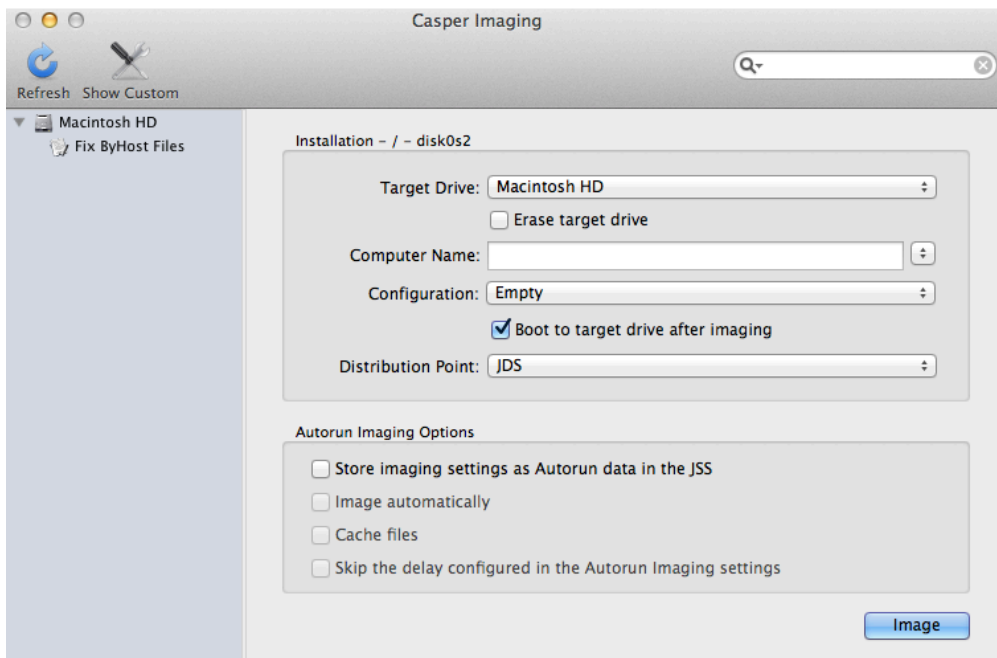 Casper Imaging
Refresh Show Custom
Macintosh HD
Fix ByHost Files
Installation - / - disk0s2
Target Drive: Macintosh HD
Erase target drive
Computer Name:
Configuration: Empty
Boot to target drive after imaging
Distribution Point: JDS
Autorun Imaging Options
Store imaging settings as Autorun data in the JSS
Image automatically
Cache files
Skip the delay configured in the Autorun Imaging settings
Image